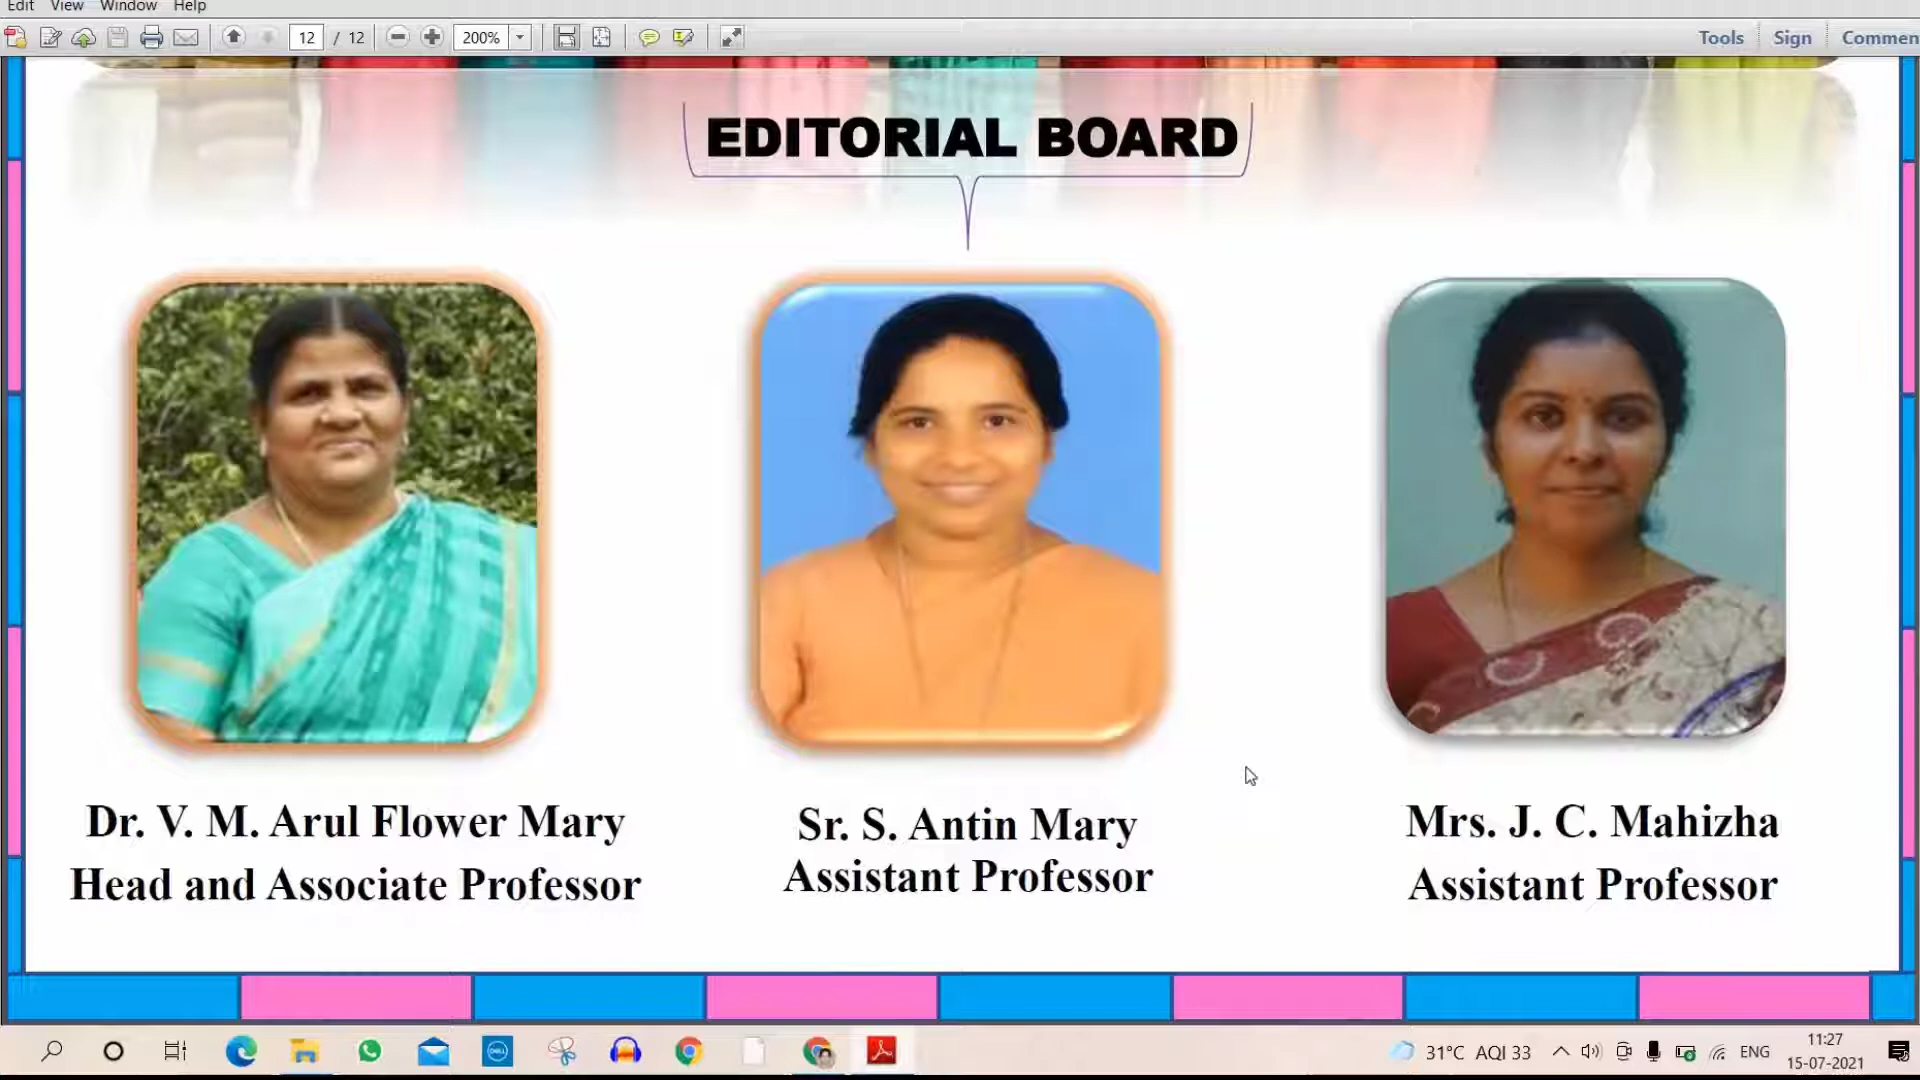 Edit View Window Help
12 / 12 200% Tools Sign Commen
EDITORIAL BOARD
Dr. V. M. Arul Flower Mary
Head and Associate Professor
Sr. S. Antin Mary
Assistant Professor
Mrs. J. C. Mahizha
Assistant Professor
DELL
31°C AQI 33 ENG 11:27
15-07-2021